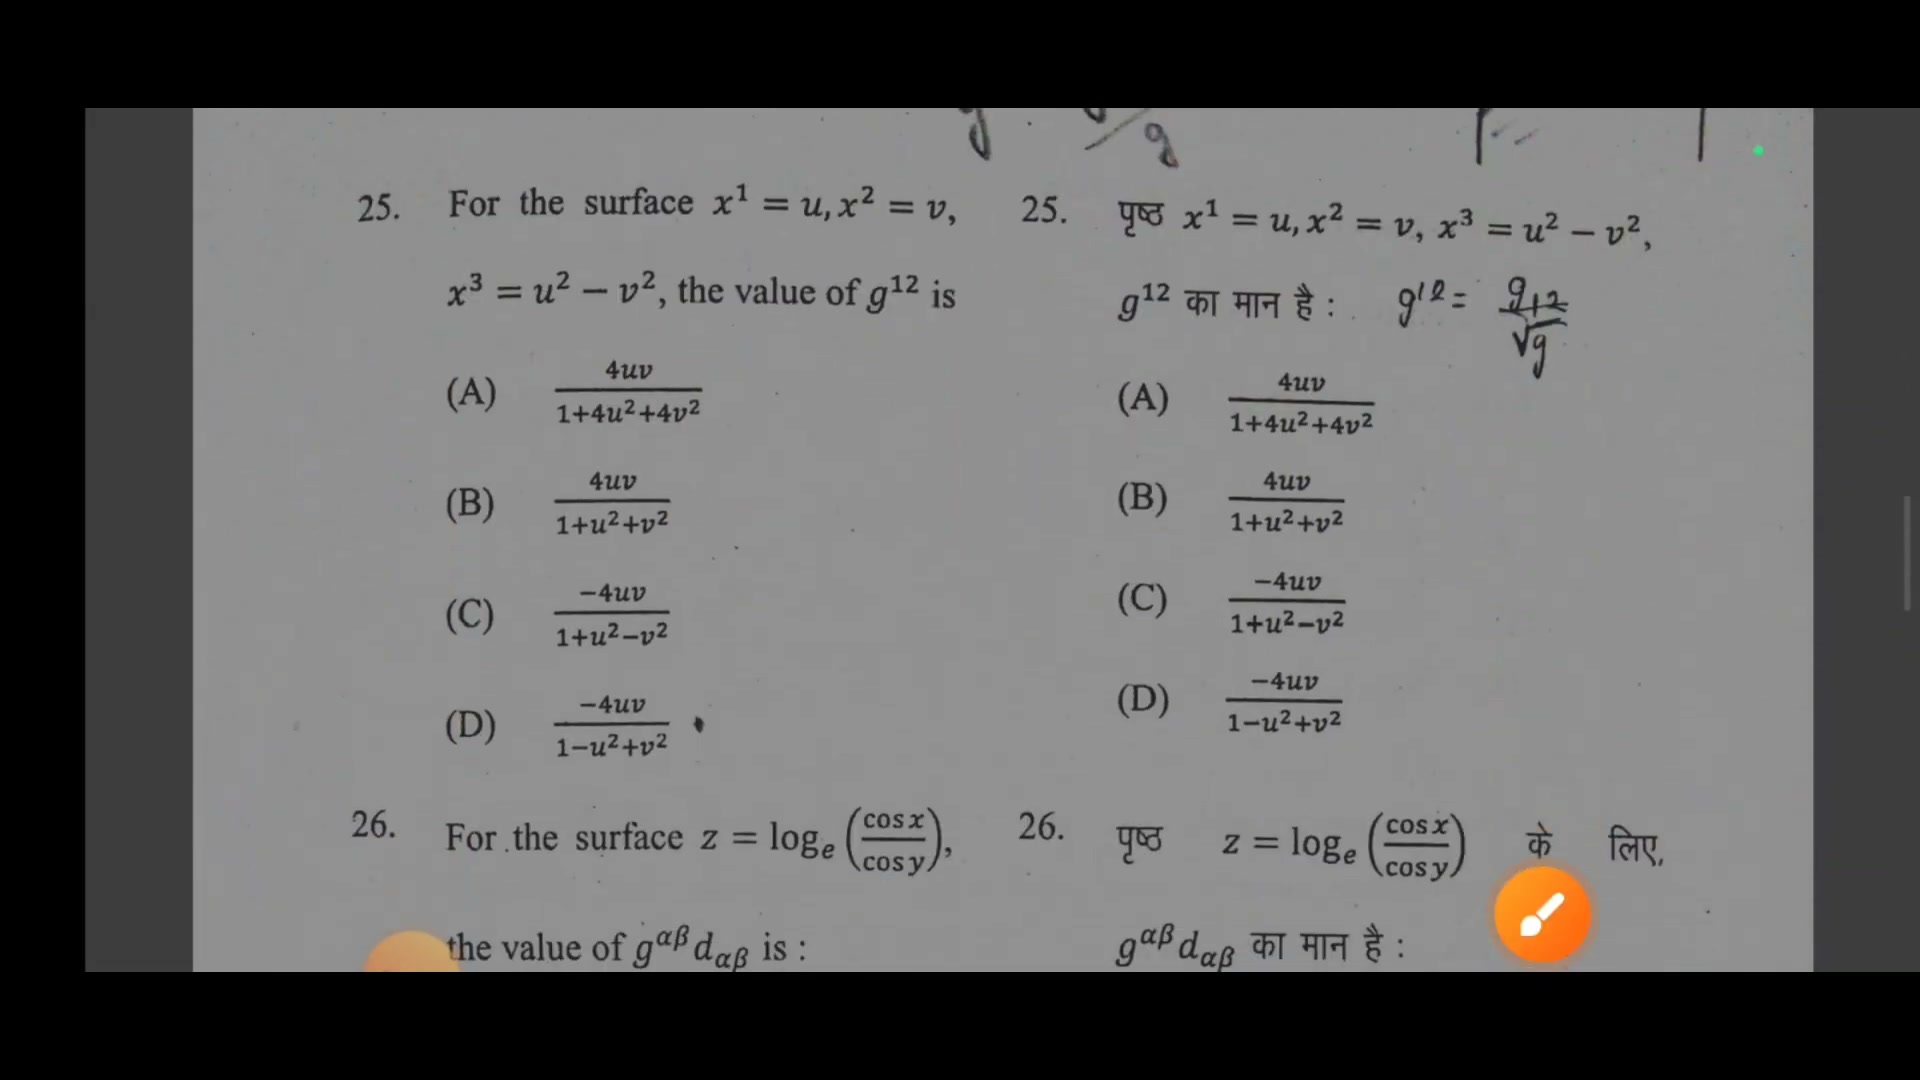 25. For the surface x¹ = u, x² = v,
x³ = u² − v², the value of g¹² is
(A) 4uv / 1+4u²+4v²
(B) 4uv / 1+u²+v²
(C) −4uv / 1+u²−v²
(D) −4uv / 1−u²+v²
26. For the surface z = logₑ (cos x / cos y),
the value of g^αβ d_αβ is :
25. पृष्ठ x¹ = u, x² = v, x³ = u² − v²,
g¹² का मान है : g¹² = g₁₂ / √g
(A) 4uv / 1+4u²+4v²
(B) 4uv / 1+u²+v²
(C) −4uv / 1+u²−v²
(D) −4uv / 1−u²+v²
26. पृष्ठ z = logₑ (cos x / cos y) के लिए,
g^αβ d_αβ का मान है :